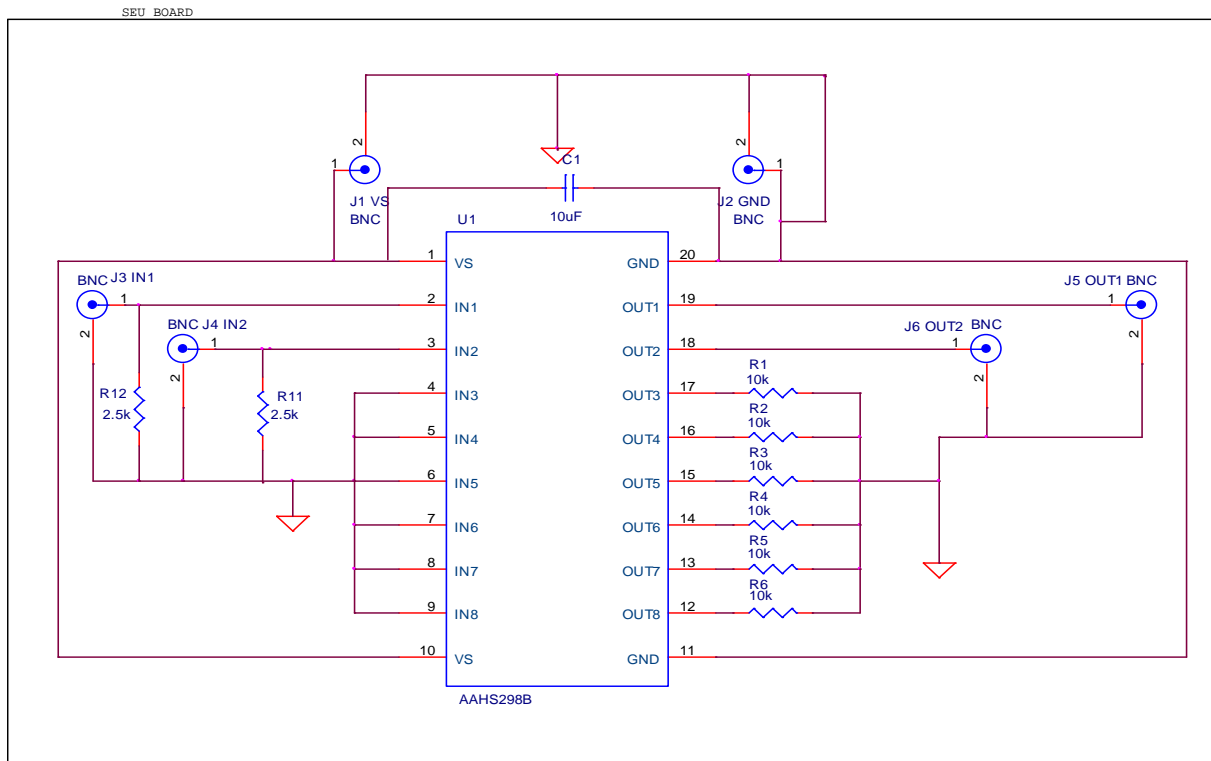 SEU BOARD
2
2
1
1
C1
J1 VS
BNC
J2 GND
BNC
10uF
U1
1
VS
GND
20
BNC
J3 IN1
1
2
IN1
OUT1
19
1
J5 OUT1 BNC
2
BNC J4 IN2
1
3
IN2
OUT2
18
1
J6 OUT2
BNC
2
2
2
4
IN3
OUT3
17
R1
10k
R12
2.5k
R11
2.5k
5
IN4
OUT4
16
R2
10k
6
IN5
OUT5
15
R3
10k
7
IN6
OUT6
14
R4
10k
8
IN7
OUT7
13
R5
10k
9
IN8
OUT8
12
R6
10k
10
VS
GND
11
AAHS298B